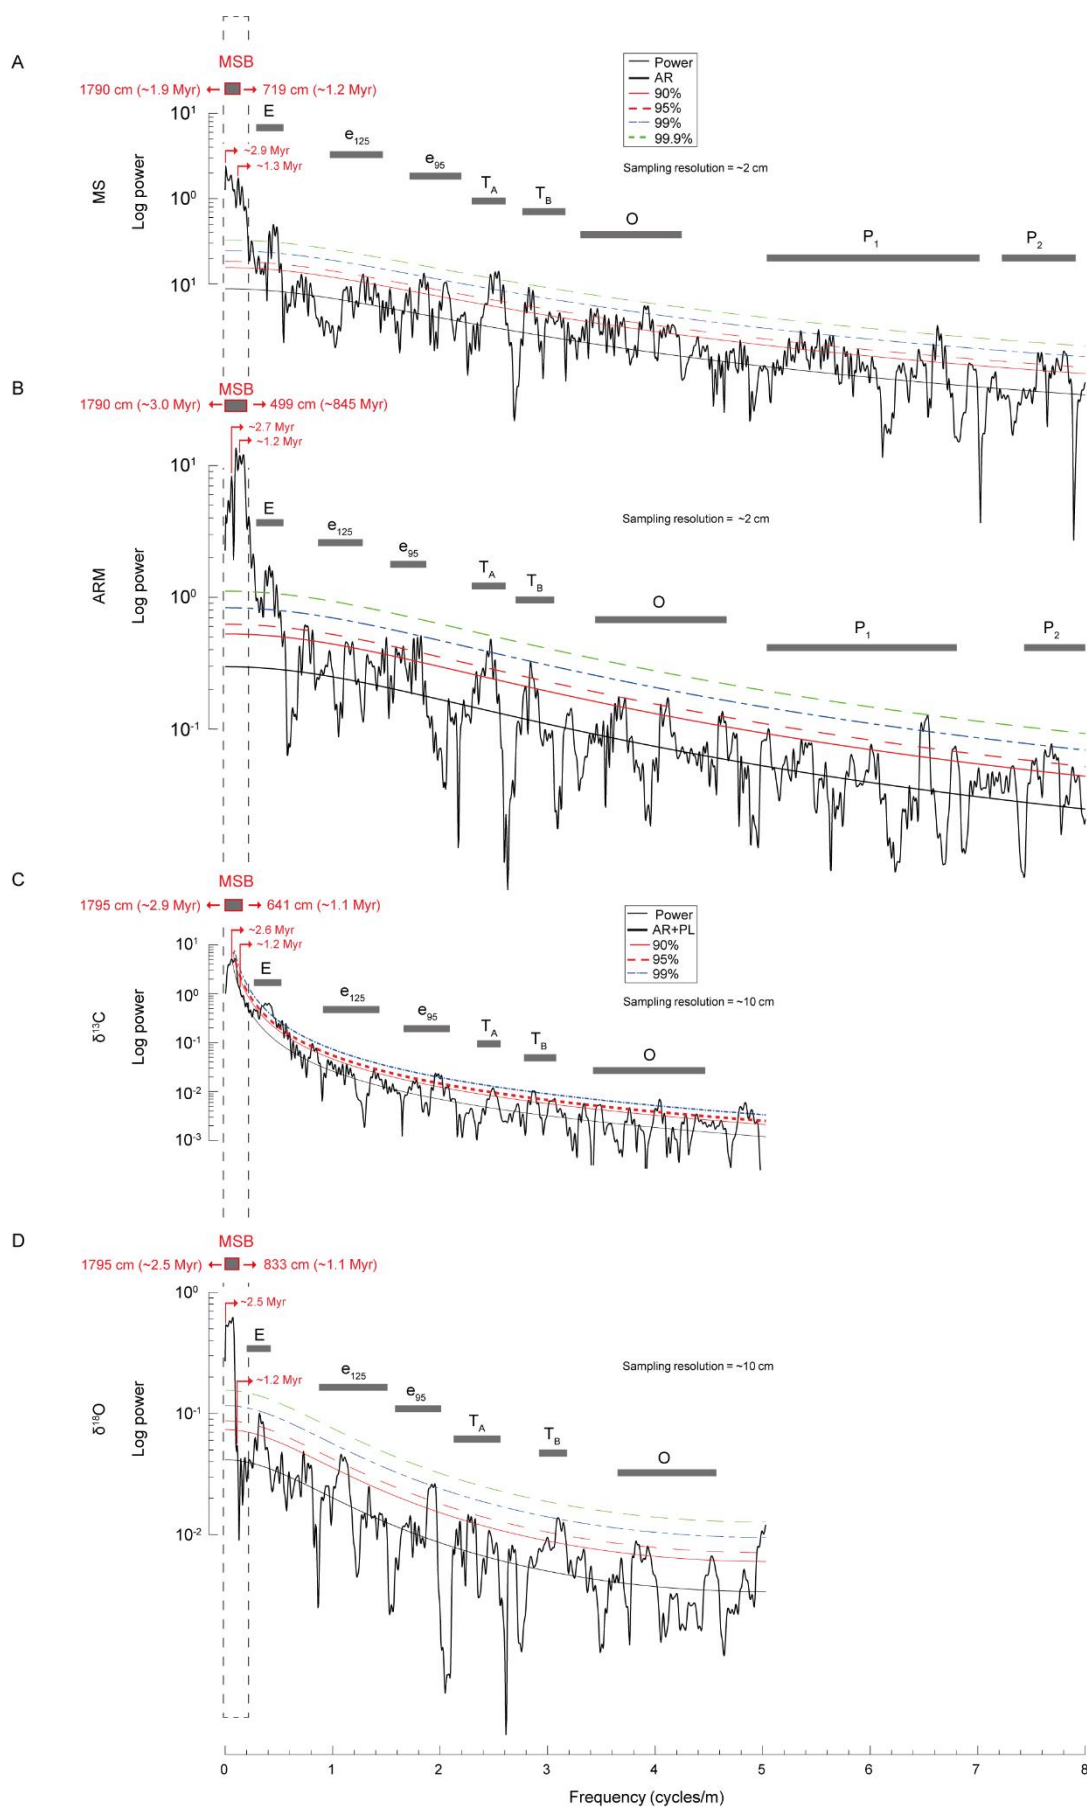 A
MSB
1790 cm (~1.9 Myr) 719 cm (~1.2 Myr)
Power
AR
90%
95%
99%
99.9%
E
e125
e95
TA
TB
O
P1
P2
~2.9 Myr
~1.3 Myr
Sampling resolution = ~2 cm
MS
Log power
10¹
10⁰
10¹
B
MSB
1790 cm (~3.0 Myr) 499 cm (~845 Myr)
~2.7 Myr
~1.2 Myr
E
e125
e95
TA
TB
O
P1
P2
Sampling resolution = ~2 cm
ARM
Log power
10¹
10⁰
10⁻¹
C
MSB
1795 cm (~2.9 Myr) 641 cm (~1.1 Myr)
Power
AR+PL
90%
95%
99%
~2.6 Myr
~1.2 Myr
E
e125
e95
TA
TB
O
Sampling resolution = ~10 cm
δ¹³C
Log power
10¹
10⁰
10⁻¹
10⁻²
10⁻³
D
MSB
1795 cm (~2.5 Myr) 833 cm (~1.1 Myr)
~2.5 Myr
~1.2 Myr
E
e125
e95
TA
TB
O
Sampling resolution = ~10 cm
δ¹⁸O
Log power
10⁰
10⁻¹
10⁻²
0 1 2 3 4 5 6 7 8
Frequency (cycles/m)